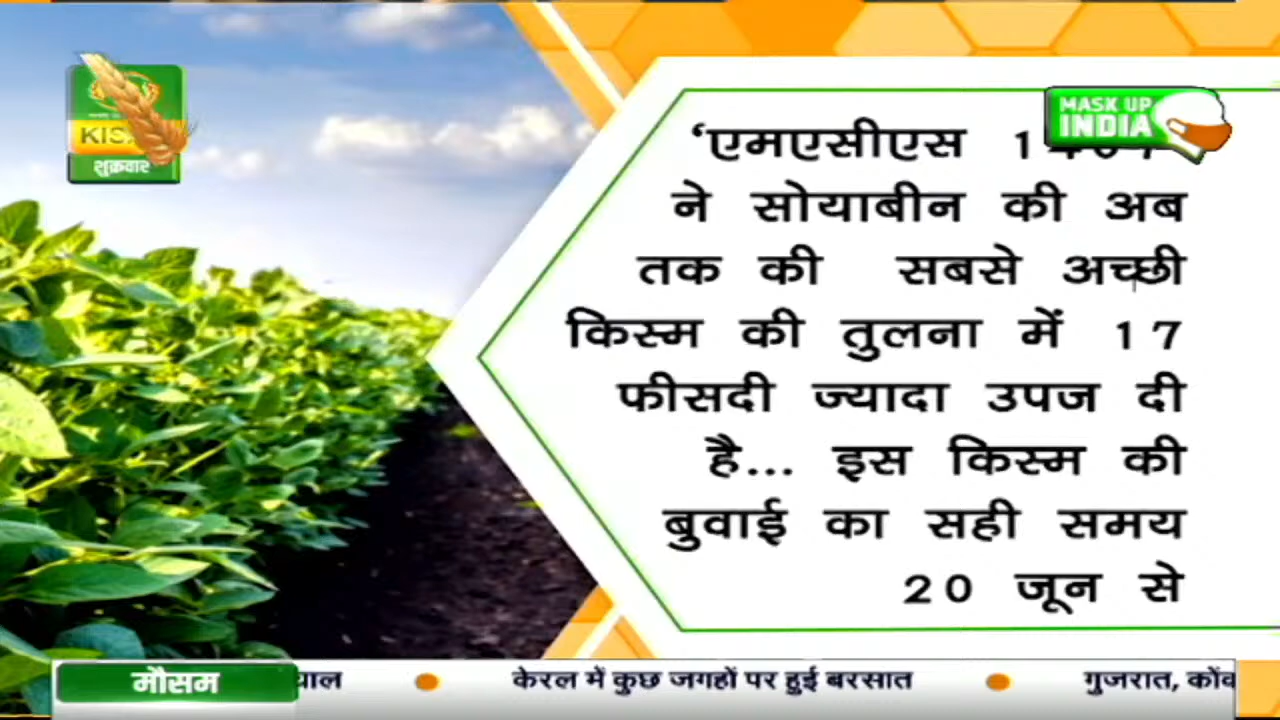 शुक्रवार
MASK UP
INDIA
‘एमएसीएस
ने सोयाबीन की अब
तक की सबसे अच्छी
किस्म की तुलना में 17
फीसदी ज्यादा उपज दी
है... इस किस्म की
बुवाई का सही समय
20 जून से
मौसम
केरल में कुछ जगहों पर हुई बरसात
गुजरात,